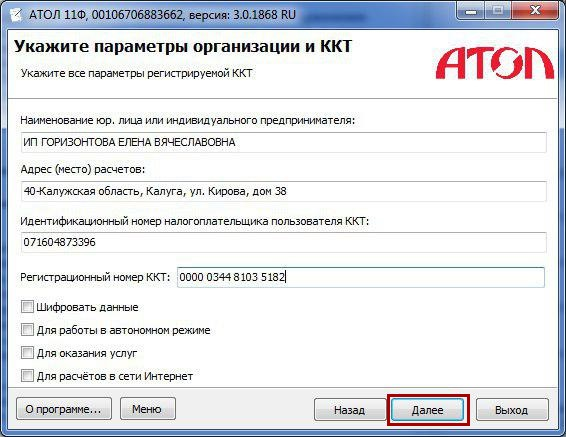 АТОЛ 11Ф, 00106706883662, версия: 3.0.1868 RU
Укажите параметры организации и ККТ
Укажите все параметры регистрируемой ККТ
АТОЛ
Наименование юр. лица или индивидуального предпринимателя:
ИП ГОРИЗОНТОВА ЕЛЕНА ВЯЧЕСЛАВОВНА
Адрес (место) расчетов:
40-Калужская область, Калуга, ул. Кирова, дом 38
Идентификационный номер налогоплательщика пользователя ККТ:
071604873396
Регистрационный номер ККТ: 0000 0344 8103 5182
Шифровать данные
Для работы в автономном режиме
Для оказания услуг
Для расчётов в сети Интернет
О программе... Меню Назад Далее Выход